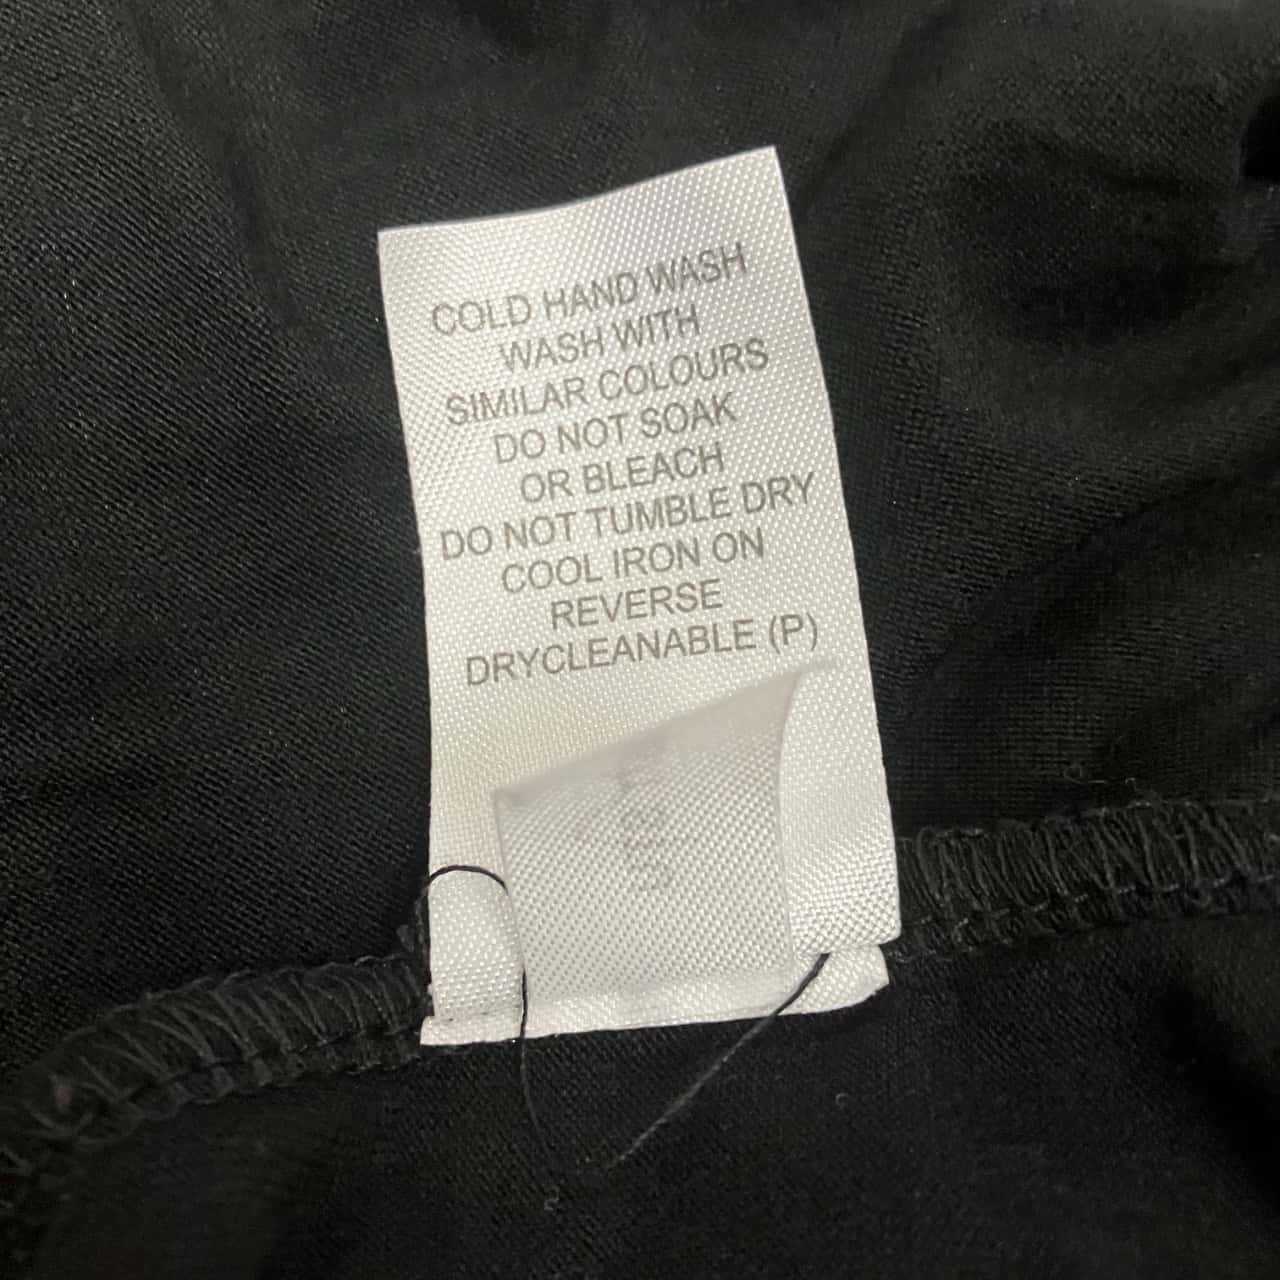 COLD HAND WASH
WASH WITH
SIMILAR COLOURS
DO NOT SOAK
OR BLEACH
DO NOT TUMBLE DRY
COOL IRON ON
REVERSE
DRYCLEANABLE (P)